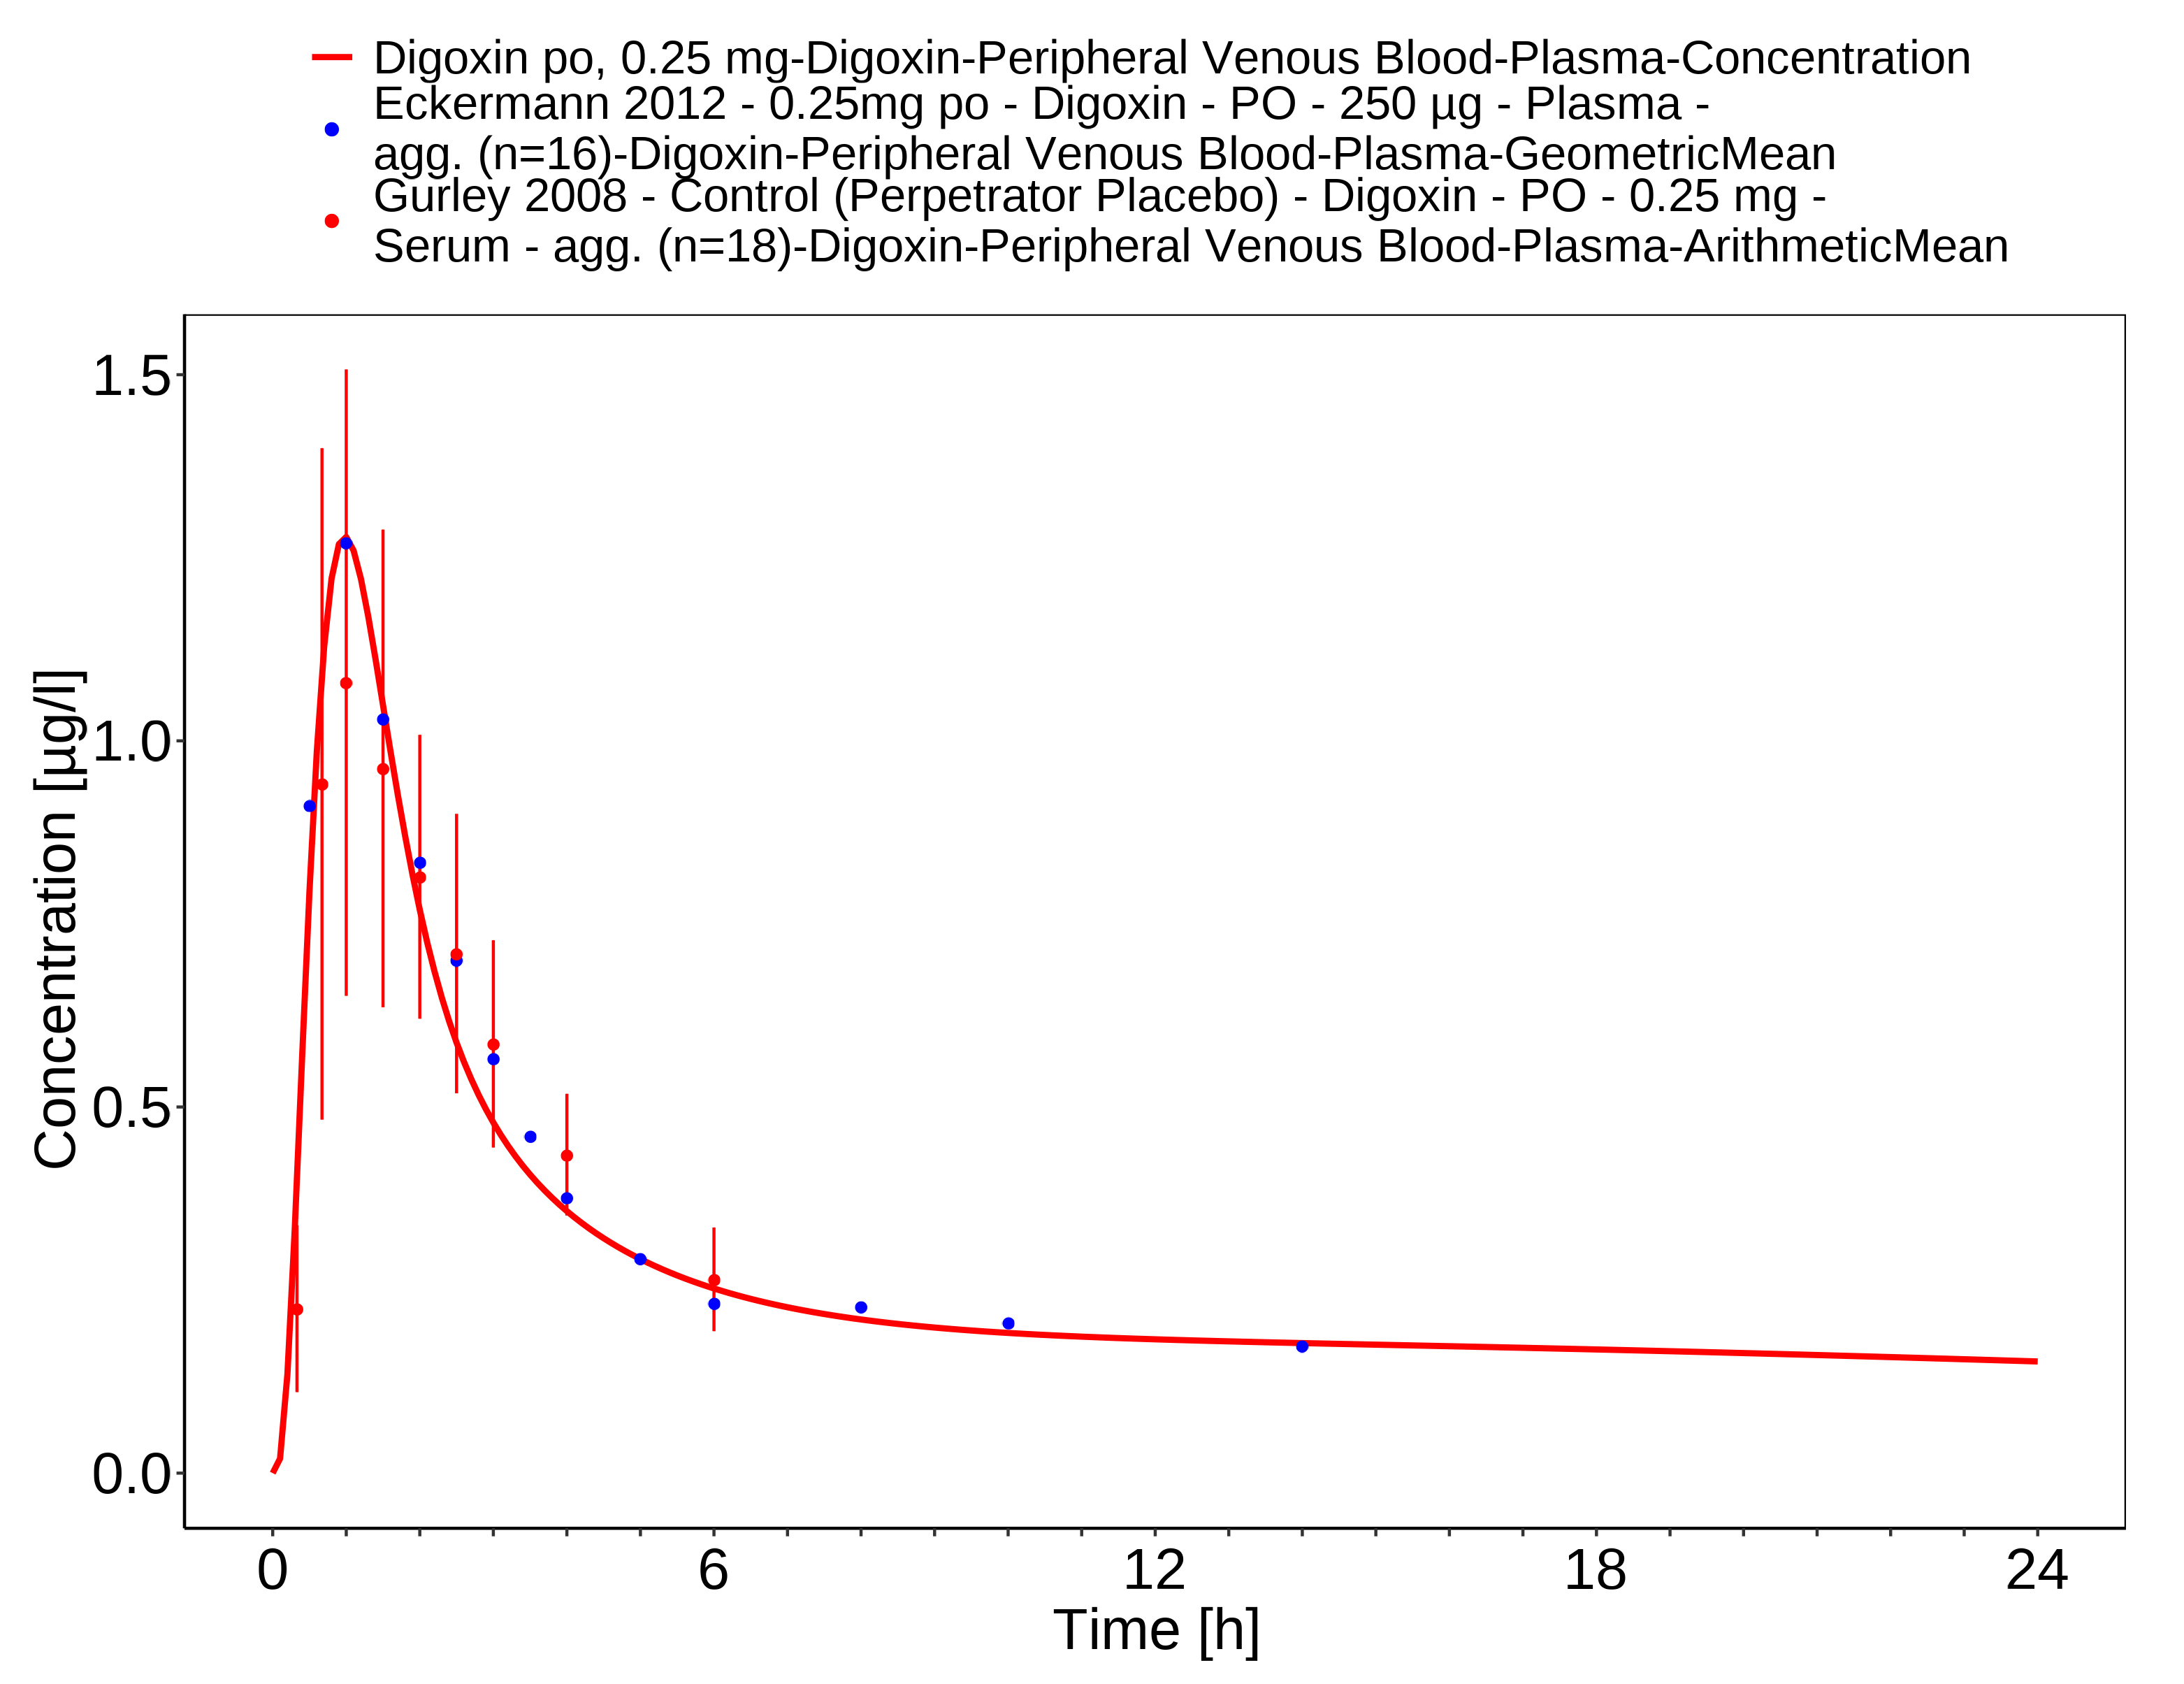 Digoxin po, 0.25 mg-Digoxin-Peripheral Venous Blood-Plasma-Concentration
Eckermann 2012 - 0.25mg po - Digoxin - PO - 250 µg - Plasma -
agg. (n=16)-Digoxin-Peripheral Venous Blood-Plasma-GeometricMean
Gurley 2008 - Control (Perpetrator Placebo) - Digoxin - PO - 0.25 mg -
Serum - agg. (n=18)-Digoxin-Peripheral Venous Blood-Plasma-ArithmeticMean
Concentration [µg/l]
1.5
1.0
0.5
0.0
0
6
12
18
24
Time [h]